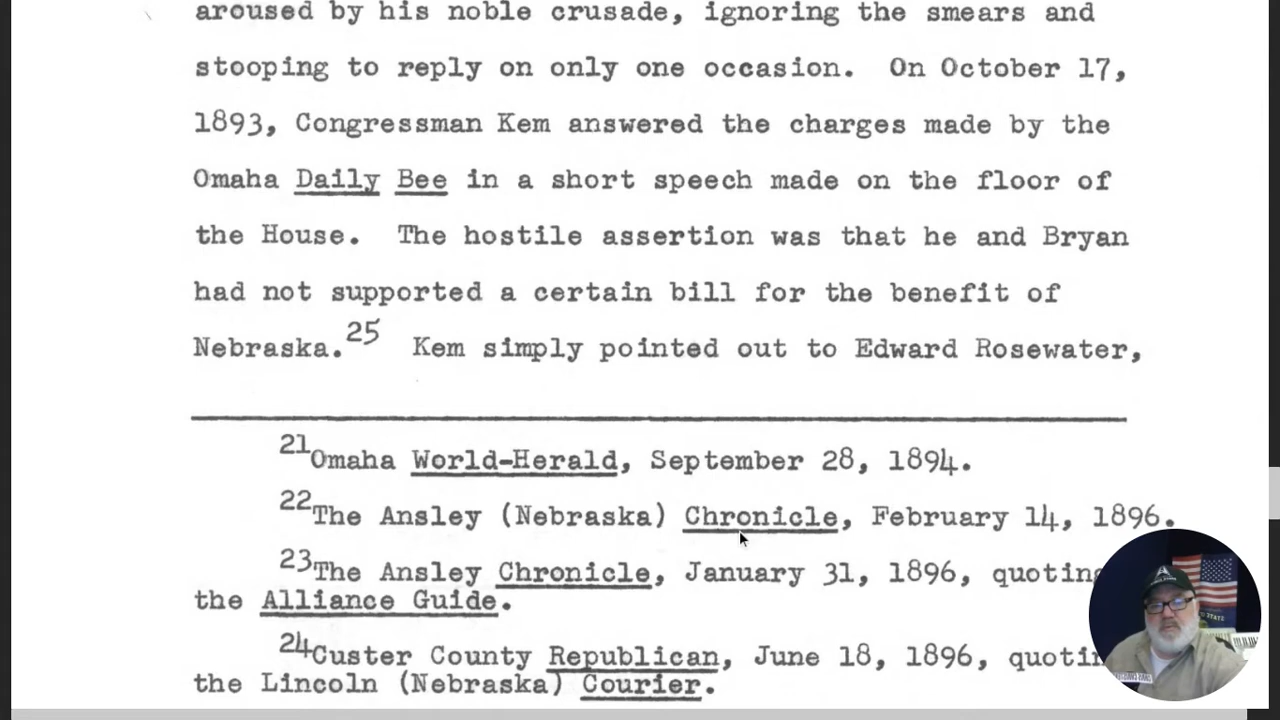 aroused by his noble crusade, ignoring the smears and
stooping to reply on only one occasion. On October 17,
1893, Congressman Kem answered the charges made by the
Omaha Daily Bee in a short speech made on the floor of
the House. The hostile assertion was that he and Bryan
had not supported a certain bill for the benefit of
Nebraska.25 Kem simply pointed out to Edward Rosewater,
21Omaha World-Herald, September 28, 1894.
22The Ansley (Nebraska) Chronicle, February 14, 1896.
23The Ansley Chronicle, January 31, 1896, quoting
the Alliance Guide.
24Custer County Republican, June 18, 1896,
the Lincoln (Nebraska) Courier.